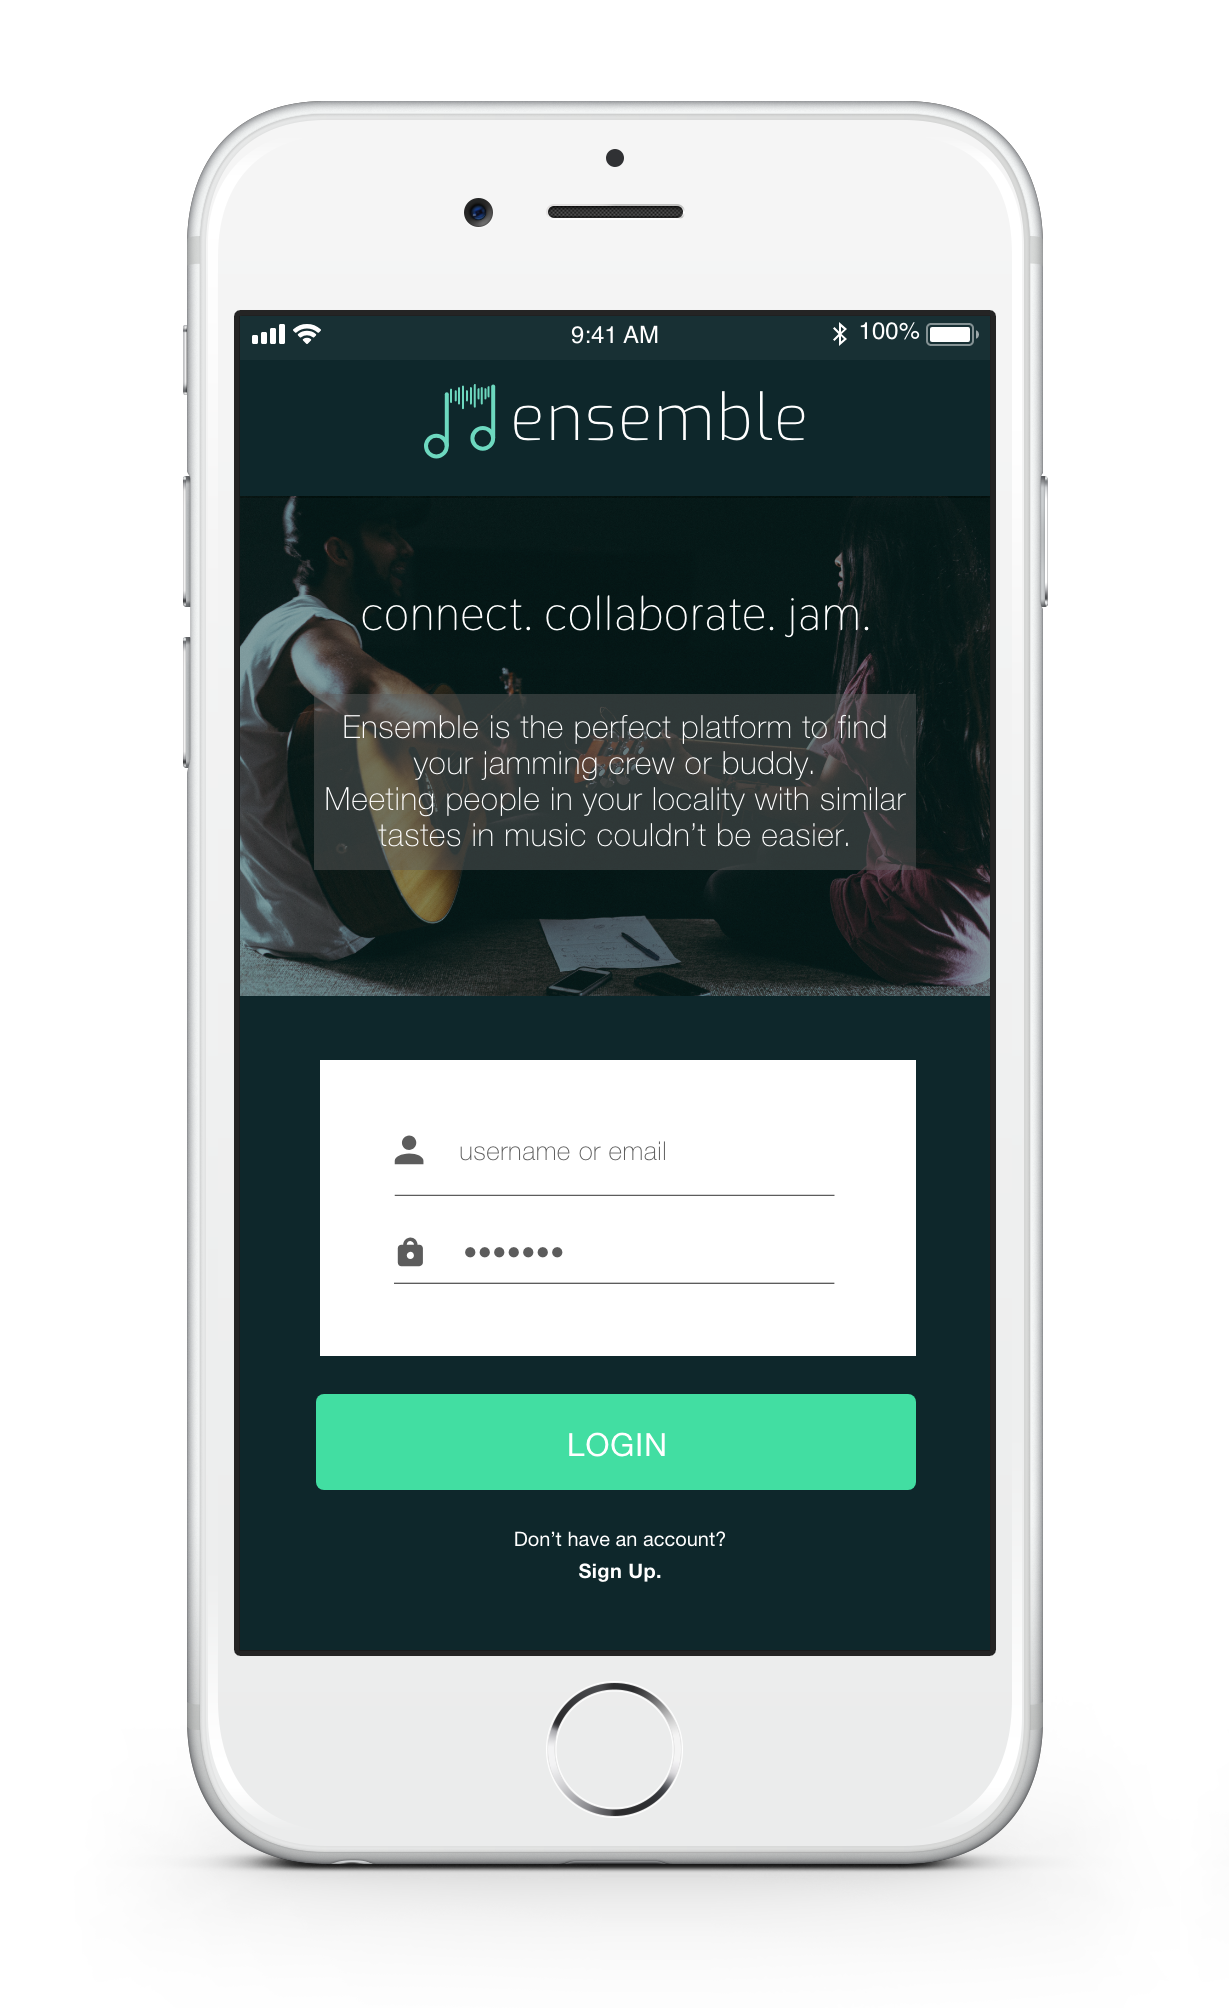 9:41 AM 100%
ensemble
connect. collaborate. jam.
Ensemble is the perfect platform to find
your jamming crew or buddy.
Meeting people in your locality with similar
tastes in music couldn’t be easier.
username or email
•••••••
LOGIN
Don’t have an account?
Sign Up.